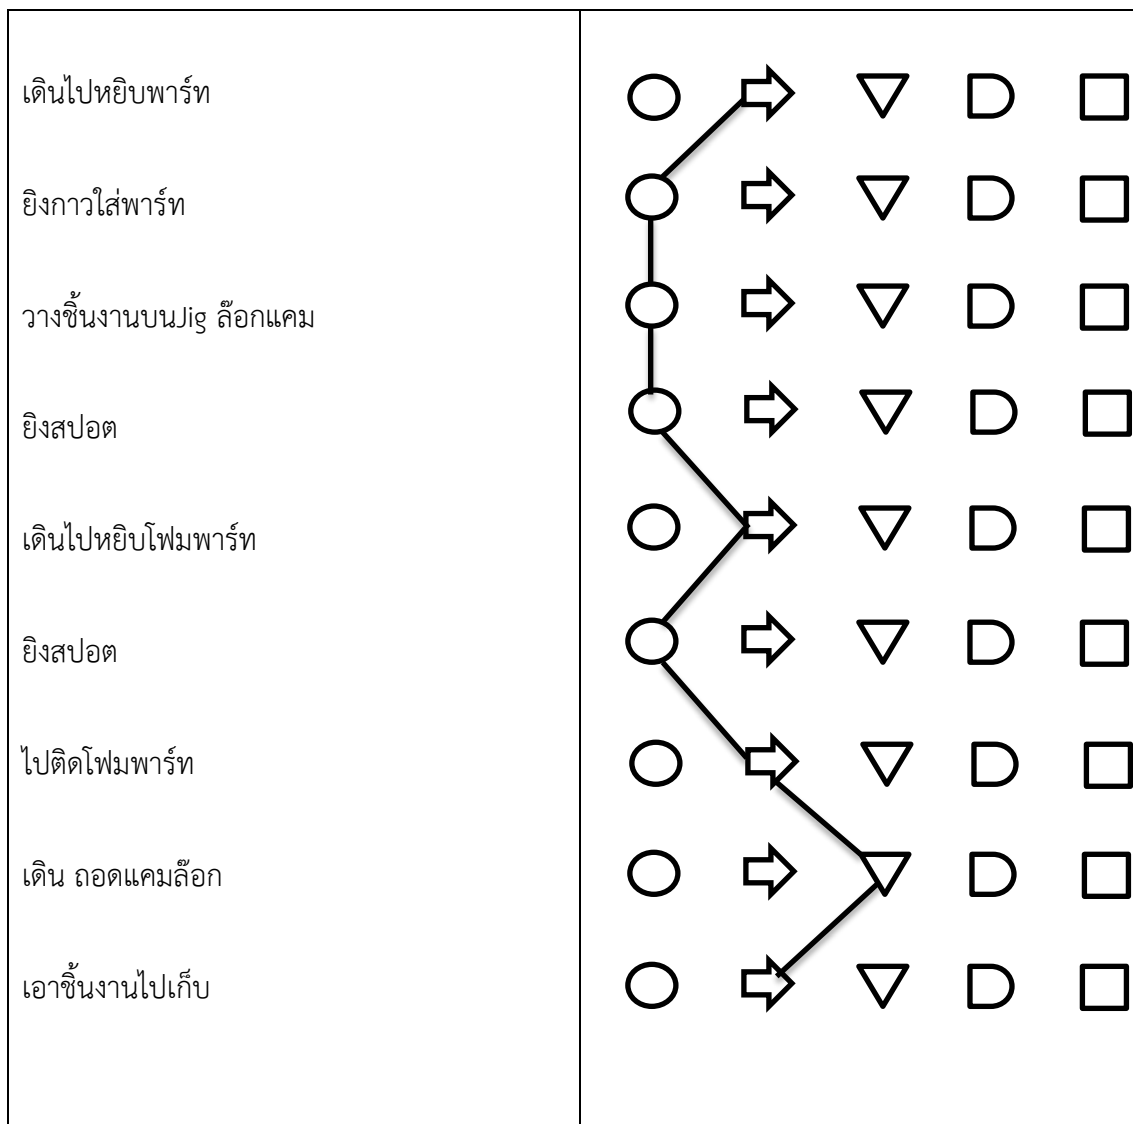 เดินไปหยิบพาร์ท
ยิงกาวใส่พาร์ท
วางชิ้นงานบนJig ล๊อกแคม
ยิงสปอต
เดินไปหยิบโฟมพาร์ท
ยิงสปอต
ไปติดโฟมพาร์ท
เดิน ถอดแคมล๊อก
เอาชิ้นงานไปเก็บ